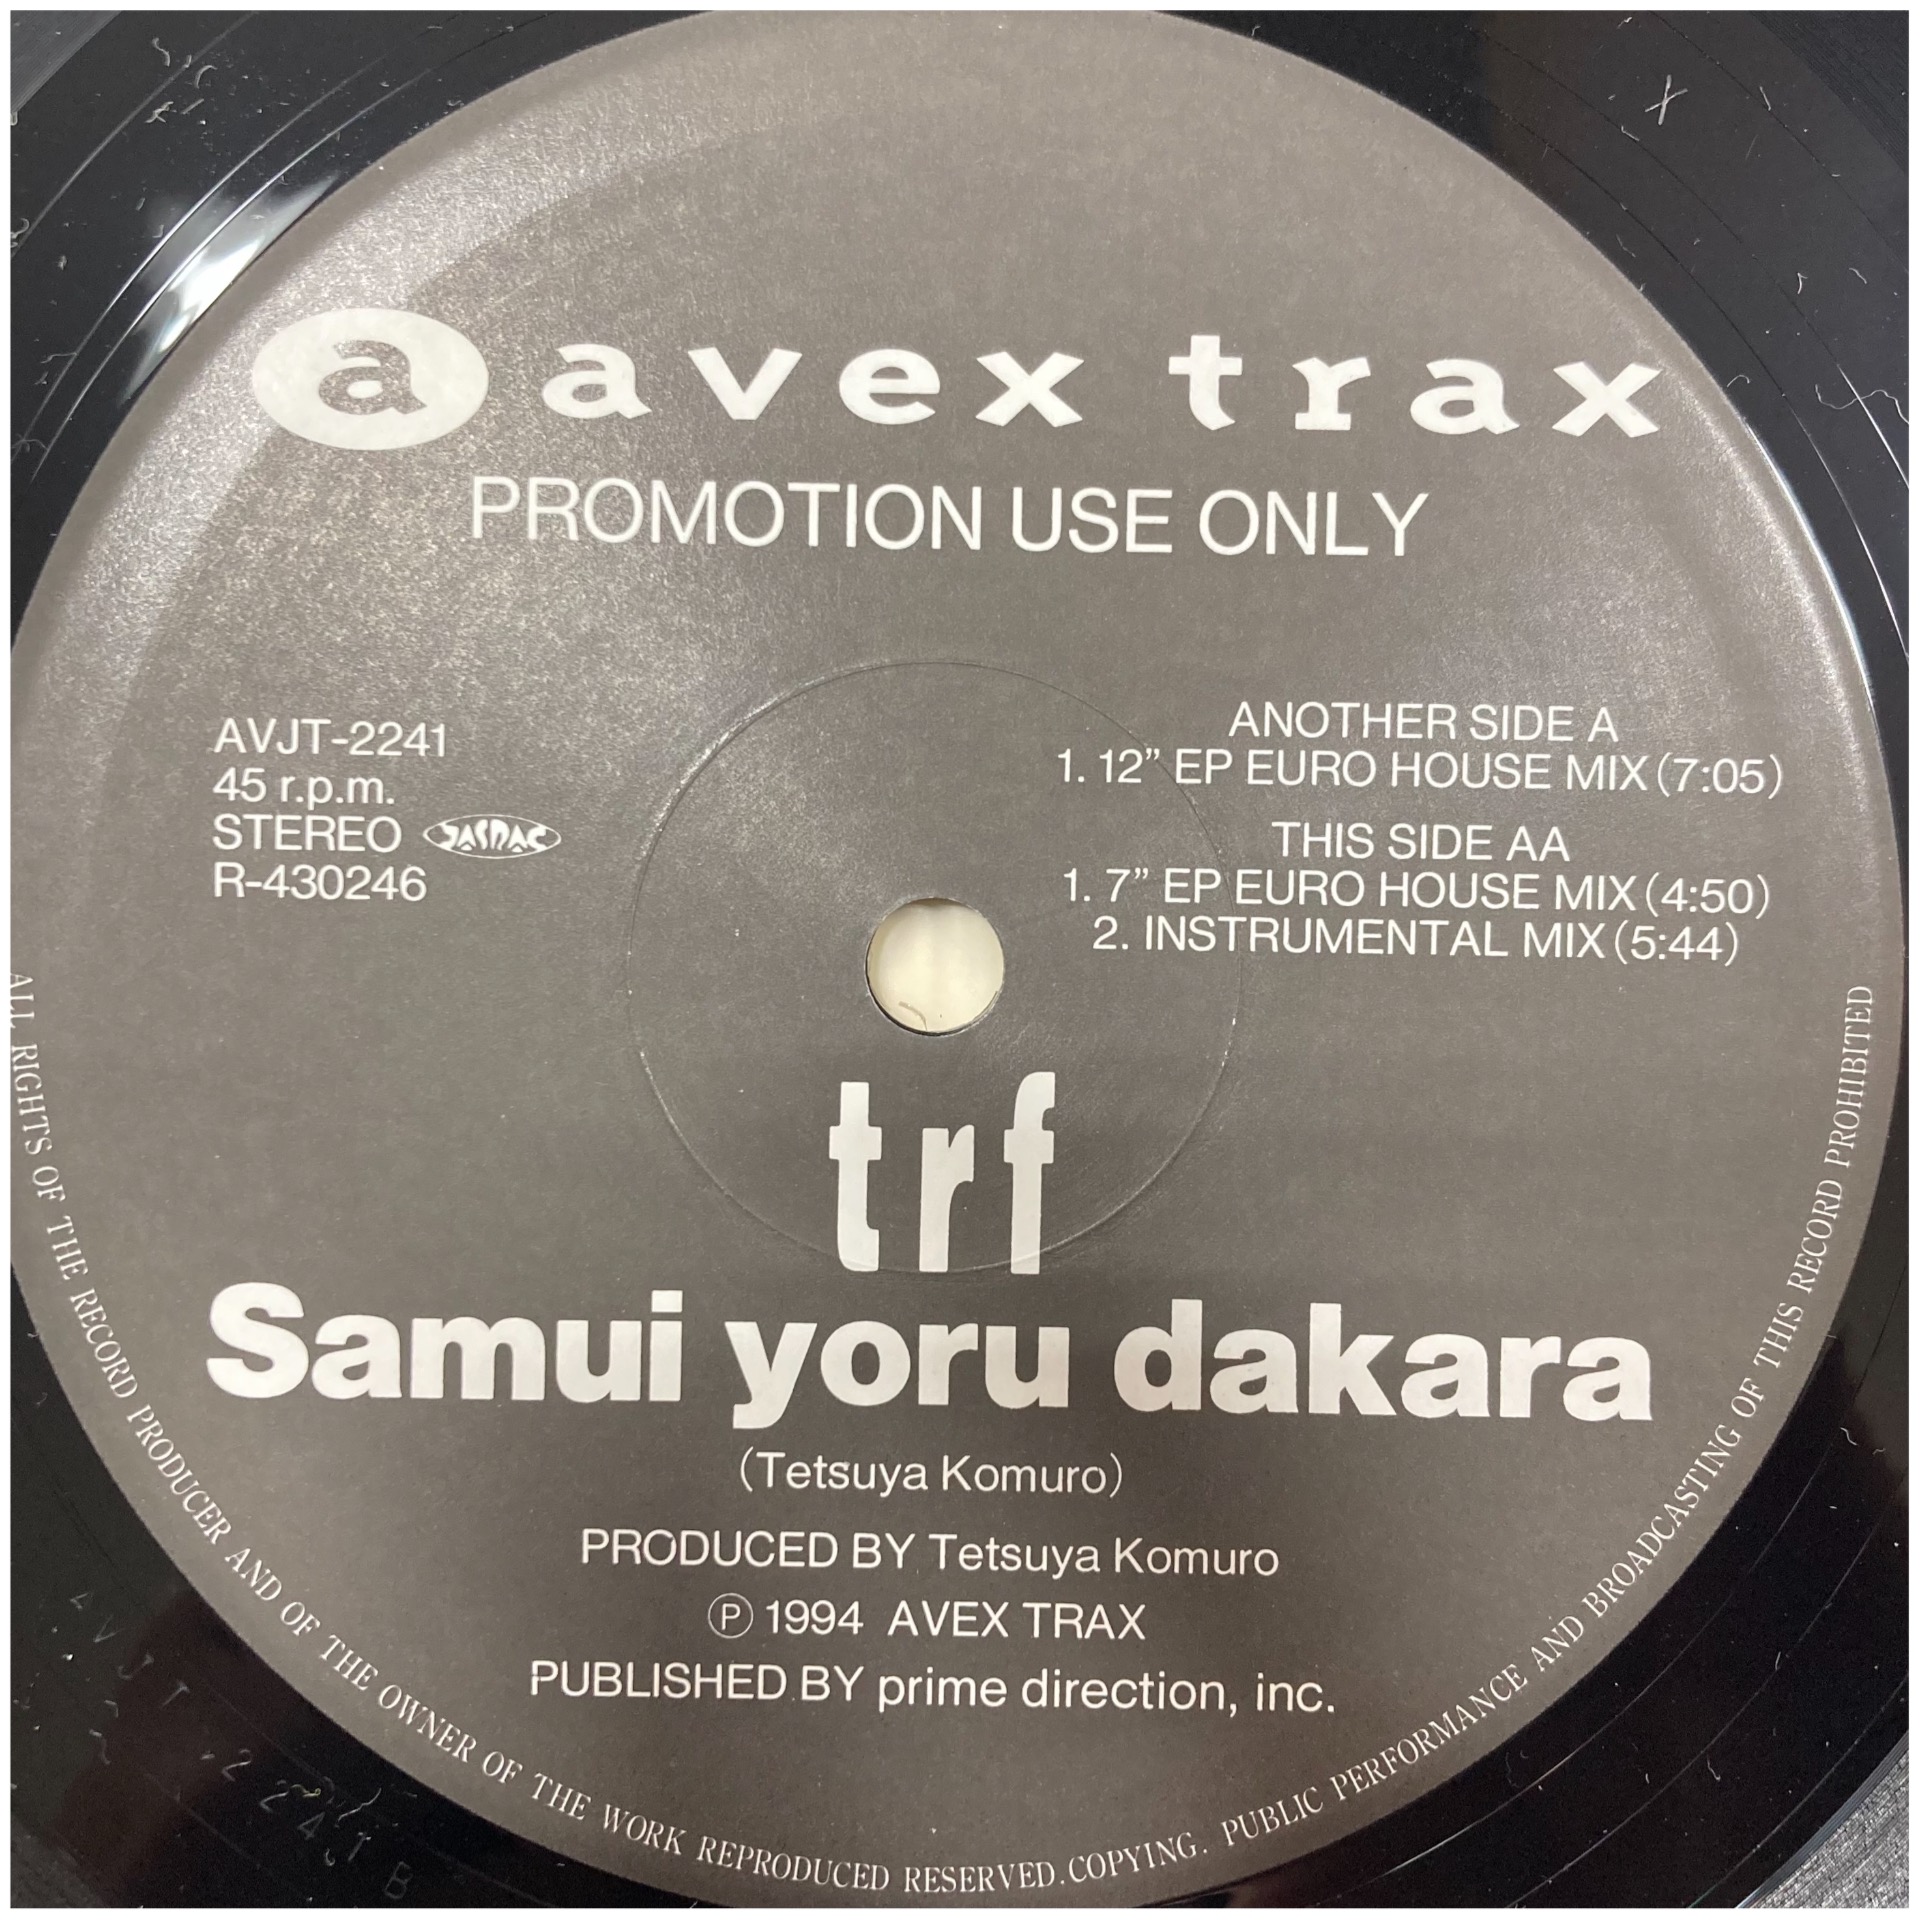 a avex trax
PROMOTION USE ONLY
AVJT-2241
45 r.p.m.
STEREO JASRAC
R-430246
ANOTHER SIDE A
1. 12” EP EURO HOUSE MIX (7:05)
THIS SIDE AA
1. 7” EP EURO HOUSE MIX (4:50)
2. INSTRUMENTAL MIX (5:44)
trf
Samui yoru dakara
(Tetsuya Komuro)
PRODUCED BY Tetsuya Komuro
Ⓟ 1994 AVEX TRAX
PUBLISHED BY prime direction, inc.
ALL RIGHTS OF THE RECORD PRODUCER AND OF THE OWNER OF THE WORK REPRODUCED RESERVED. COPYING. PUBLIC PERFORMANCE AND BROADCASTING OF THIS RECORD PROHIBITED
AVJT-2241B
X